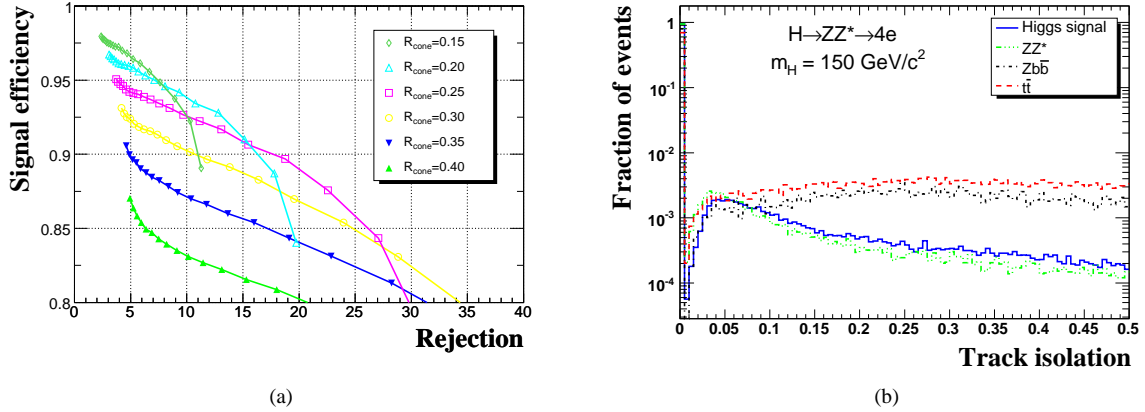 Signal efficiency
1
0.95
0.9
0.85
0.8
0 5 10 15 20 25 30 35 40
Rejection
R_cone=0.15
R_cone=0.20
R_cone=0.25
R_cone=0.30
R_cone=0.35
R_cone=0.40
(a)
Fraction of events
1
10⁻¹
10⁻²
10⁻³
10⁻⁴
0 0.05 0.1 0.15 0.2 0.25 0.3 0.35 0.4 0.45 0.5
Track isolation
H→ZZ*→4e
m_H = 150 GeV/c²
Higgs signal
ZZ*
Zbb̅
tt̅
(b)